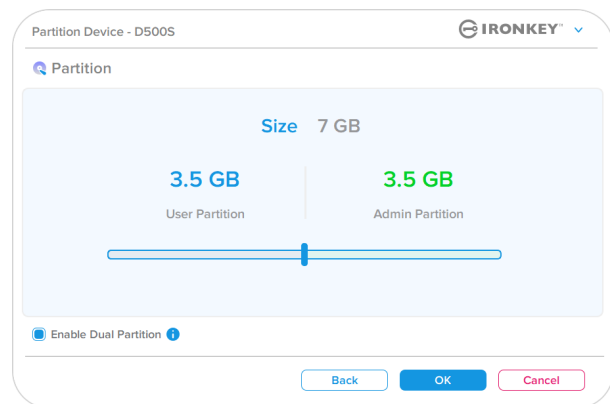 Partition Device - D500S
IRONKEY™
Partition
Size 7 GB
3.5 GB 3.5 GB
User Partition Admin Partition
Enable Dual Partition i
Back OK Cancel